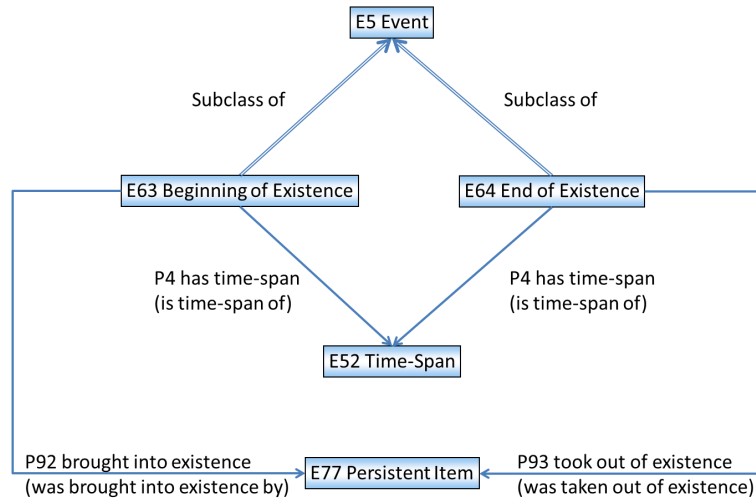 E5 Event
Subclass of
Subclass of
E63 Beginning of Existence
E64 End of Existence
P4 has time-span
(is time-span of)
P4 has time-span
(is time-span of)
E52 Time-Span
P92 brought into existence
(was brought into existence by)
E77 Persistent Item
P93 took out of existence
(was taken out of existence)